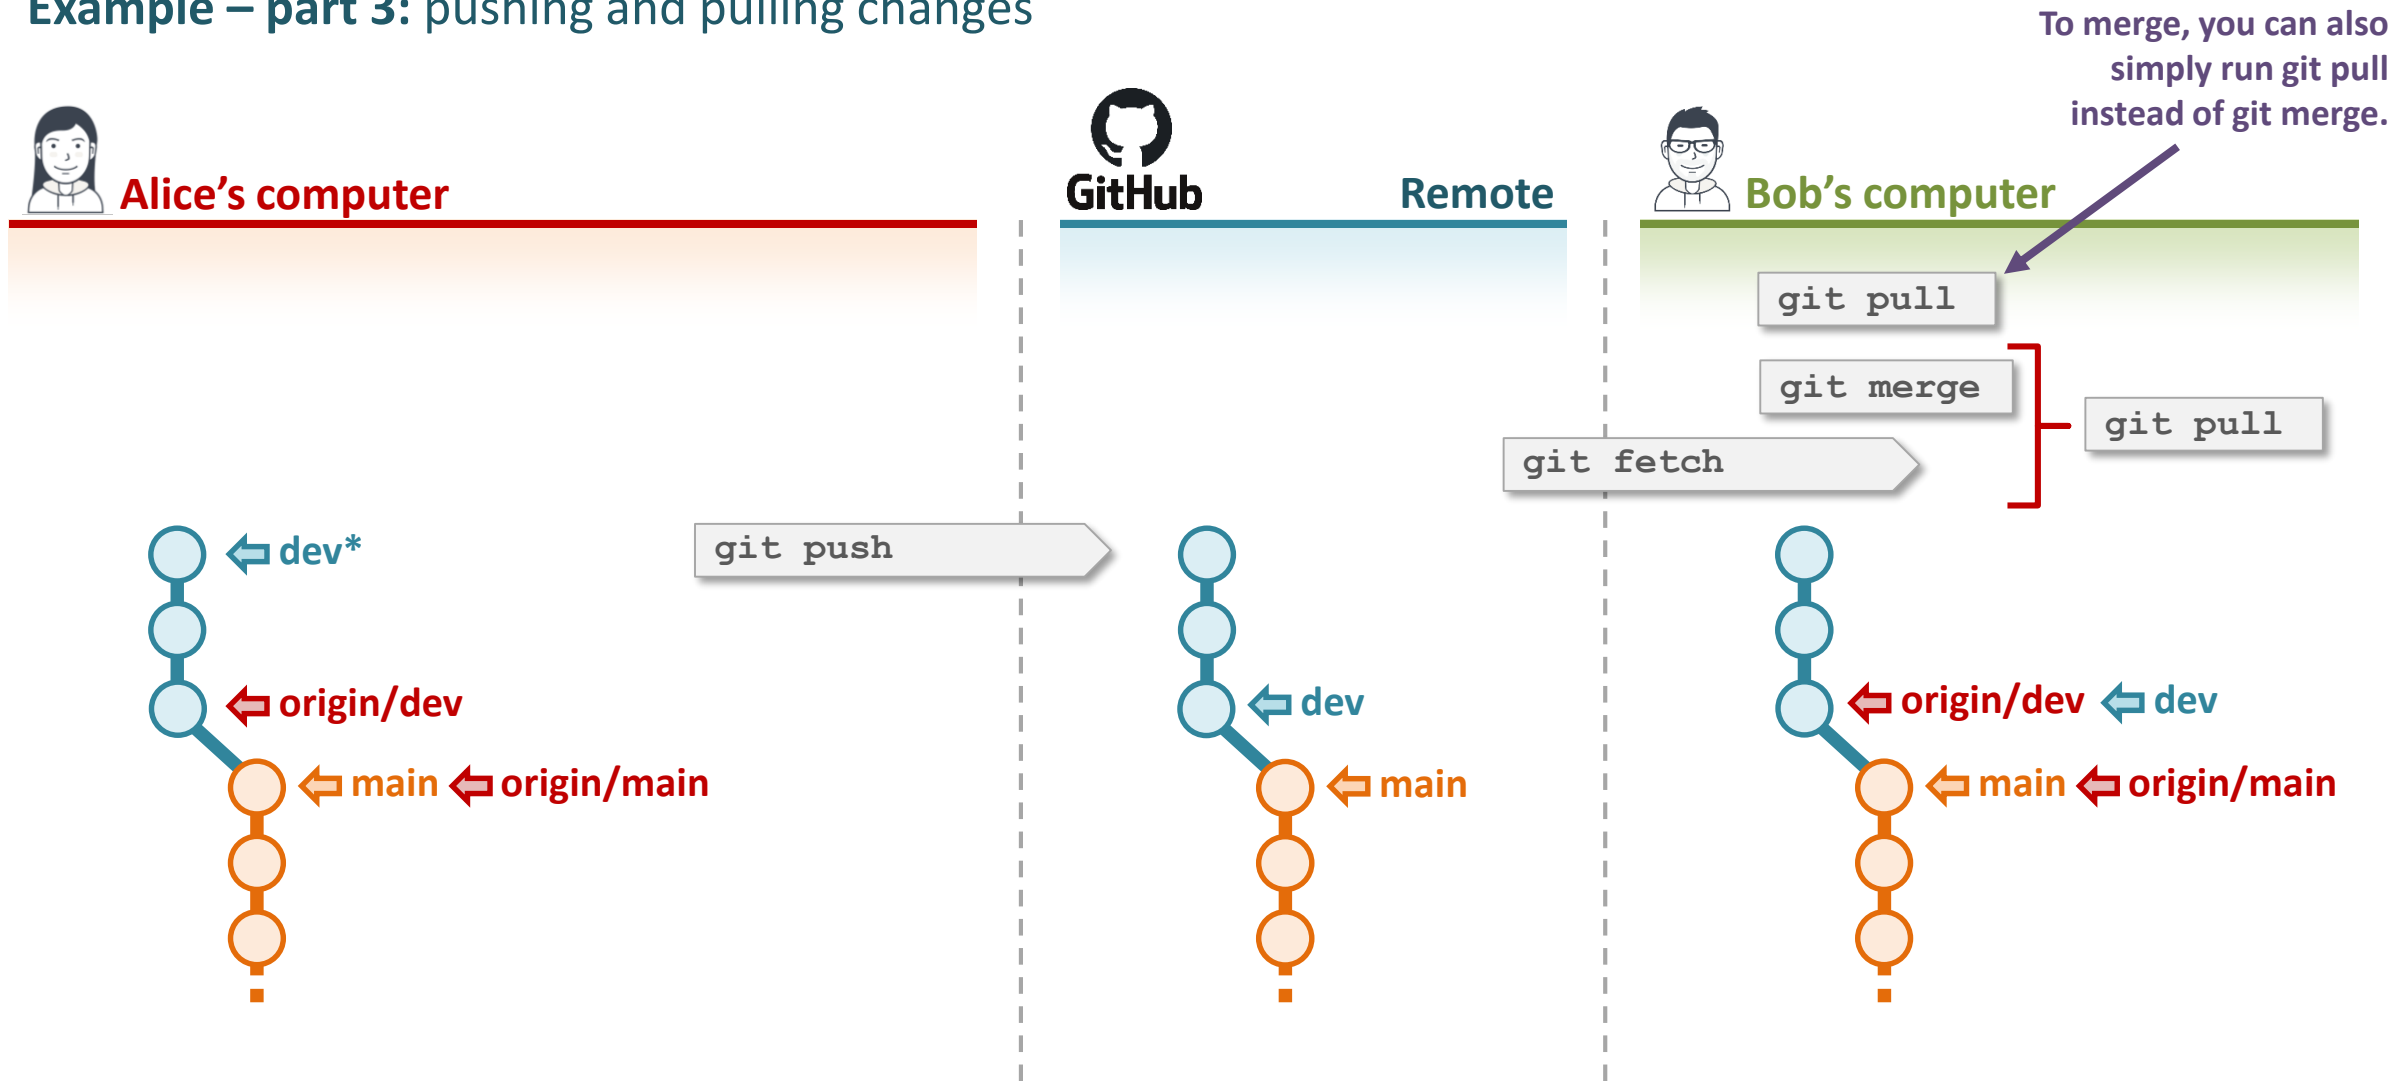 Example – part 3: pushing and pulling changes
To merge, you can also
simply run git pull
instead of git merge.
Alice's computer
GitHub
Remote
Bob's computer
git pull
git merge
git pull
git fetch
git push
dev*
origin/dev
main
origin/main
dev
main
origin/dev
dev
main
origin/main